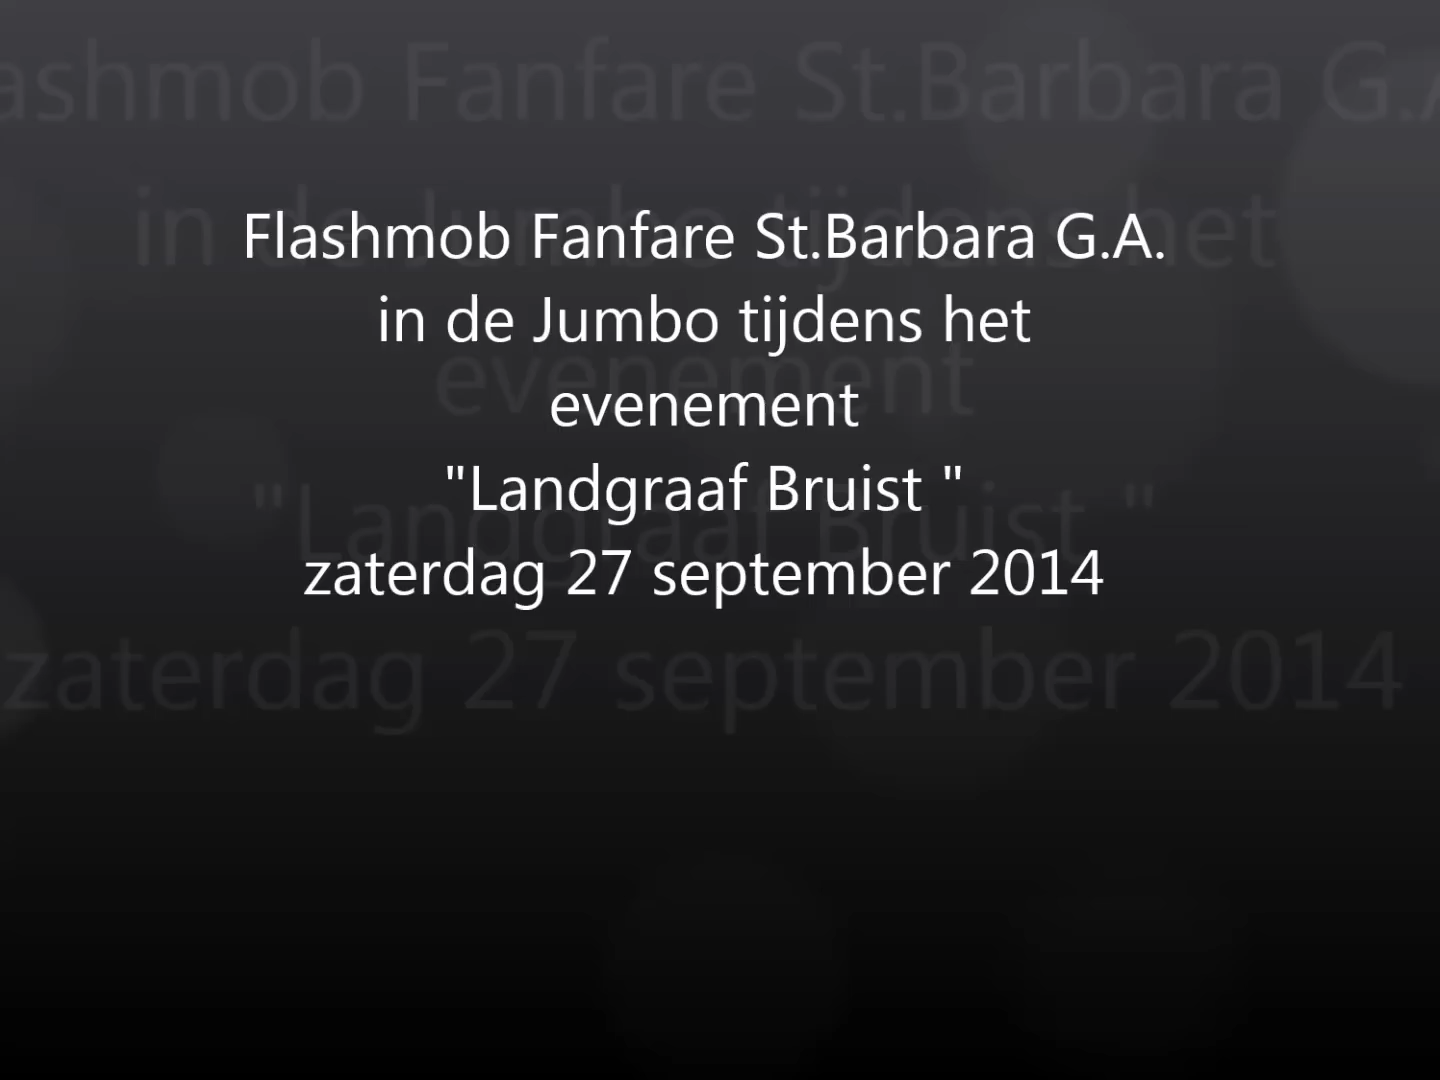 Flashmob Fanfare St.Barbara G.A.
in de Jumbo tijdens het
evenement
"Landgraaf Bruist "
zaterdag 27 september 2014